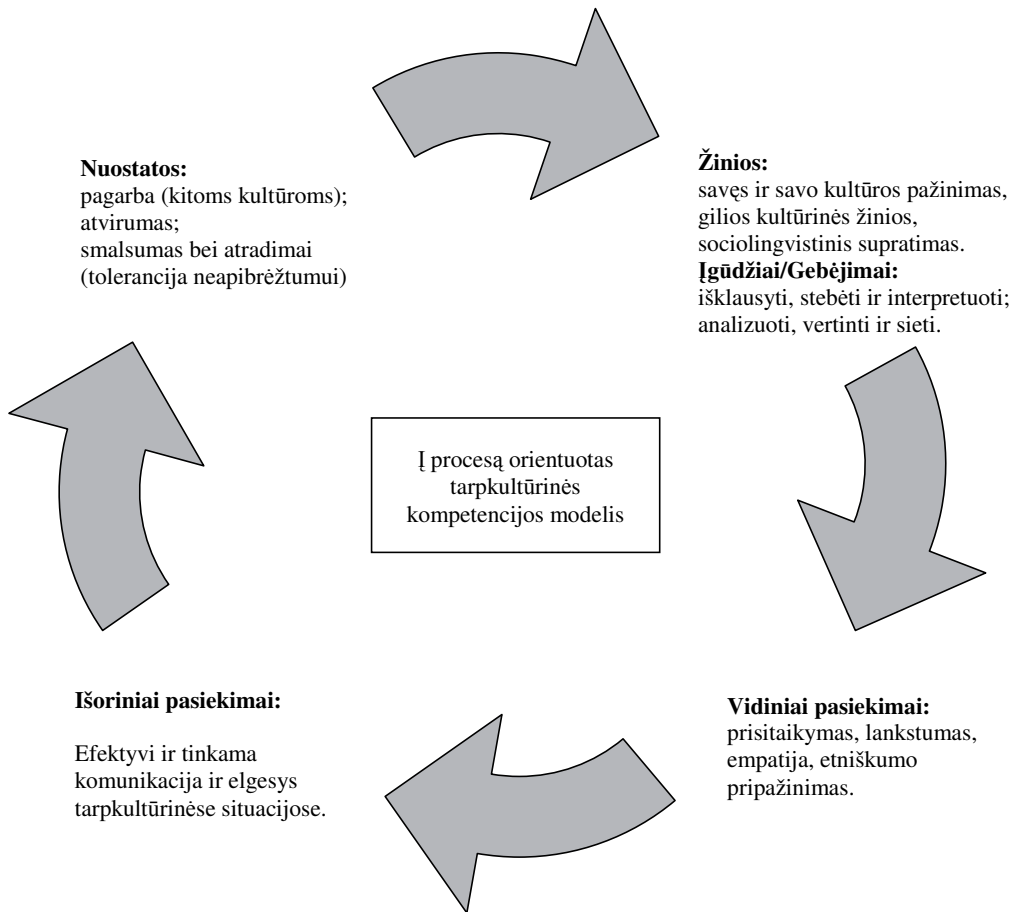 Nuostatos:
pagarba (kitoms kultūroms);
atvirumas;
smalsumas bei atradimai
(tolerancija neapibrėžtumui)
Žinios:
savęs ir savo kultūros pažinimas,
gilios kultūrinės žinios,
sociolingvistinis supratimas.
Įgūdžiai/Gebėjimai:
išklausyti, stebėti ir interpretuoti;
analizuoti, vertinti ir sieti.
Į procesą orientuotas
tarpkultūrinės
kompetencijos modelis
Vidiniai pasiekimai:
prisitaikymas, lankstumas,
empatija, etniškumo
pripažinimas.
Išoriniai pasiekimai:
Efektyvi ir tinkama
komunikacija ir elgesys
tarpkultūrinėse situacijose.